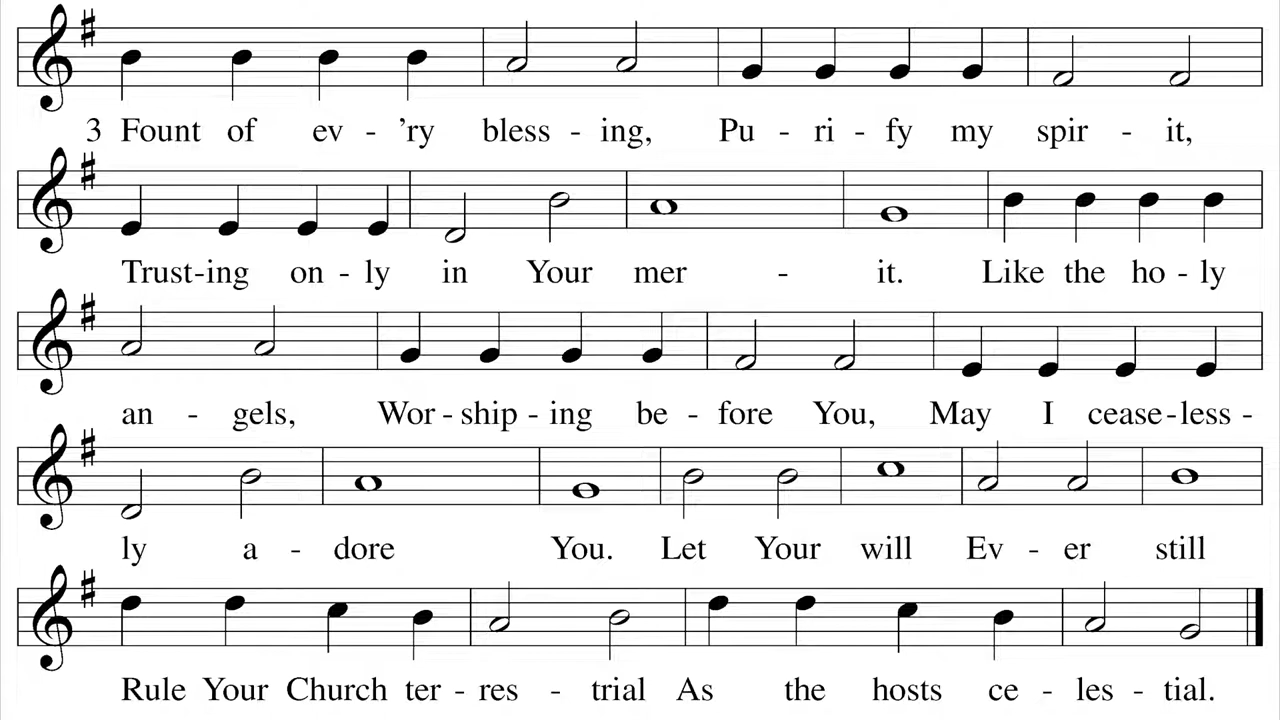 3 Fount of ev - ’ry bless - ing, Pu - ri - fy my spir - it,
Trust-ing on - ly in Your mer - it. Like the ho - ly
an - gels, Wor - ship - ing be - fore You, May I cease-less -
ly a - dore You. Let Your will Ev - er still
Rule Your Church ter - res - trial As the hosts ce - les - tial.